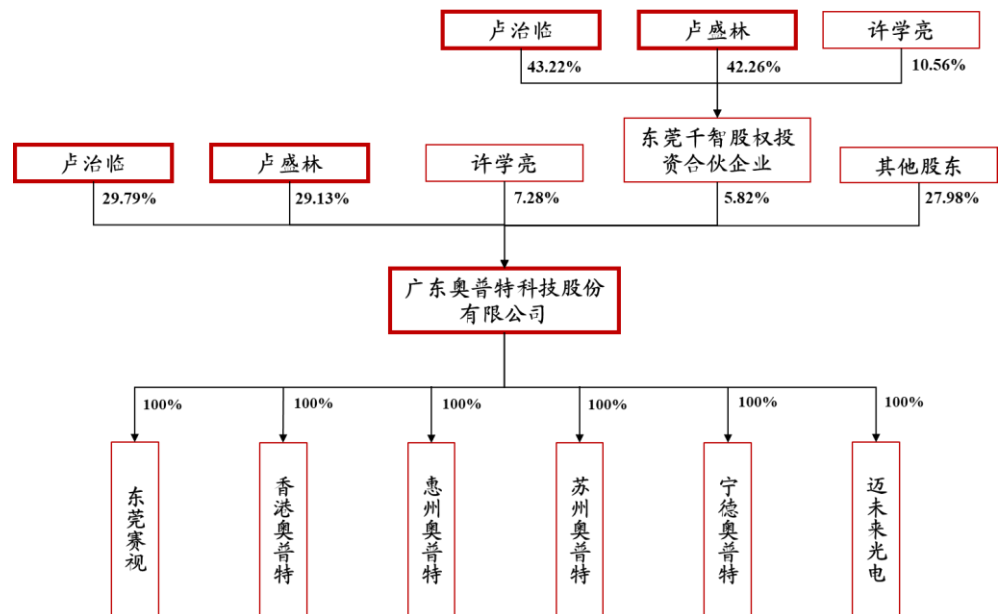 卢治临
卢盛林
许学亮
43.22%
42.26%
10.56%
东莞千智股权投
资合伙企业
卢治临
卢盛林
许学亮
其他股东
29.79%
29.13%
7.28%
5.82%
27.98%
广东奥普特科技股份
有限公司
100%
100%
100%
100%
100%
100%
东莞赛视
香港奥普特
惠州奥普特
苏州奥普特
宁德奥普特
迈未来光电